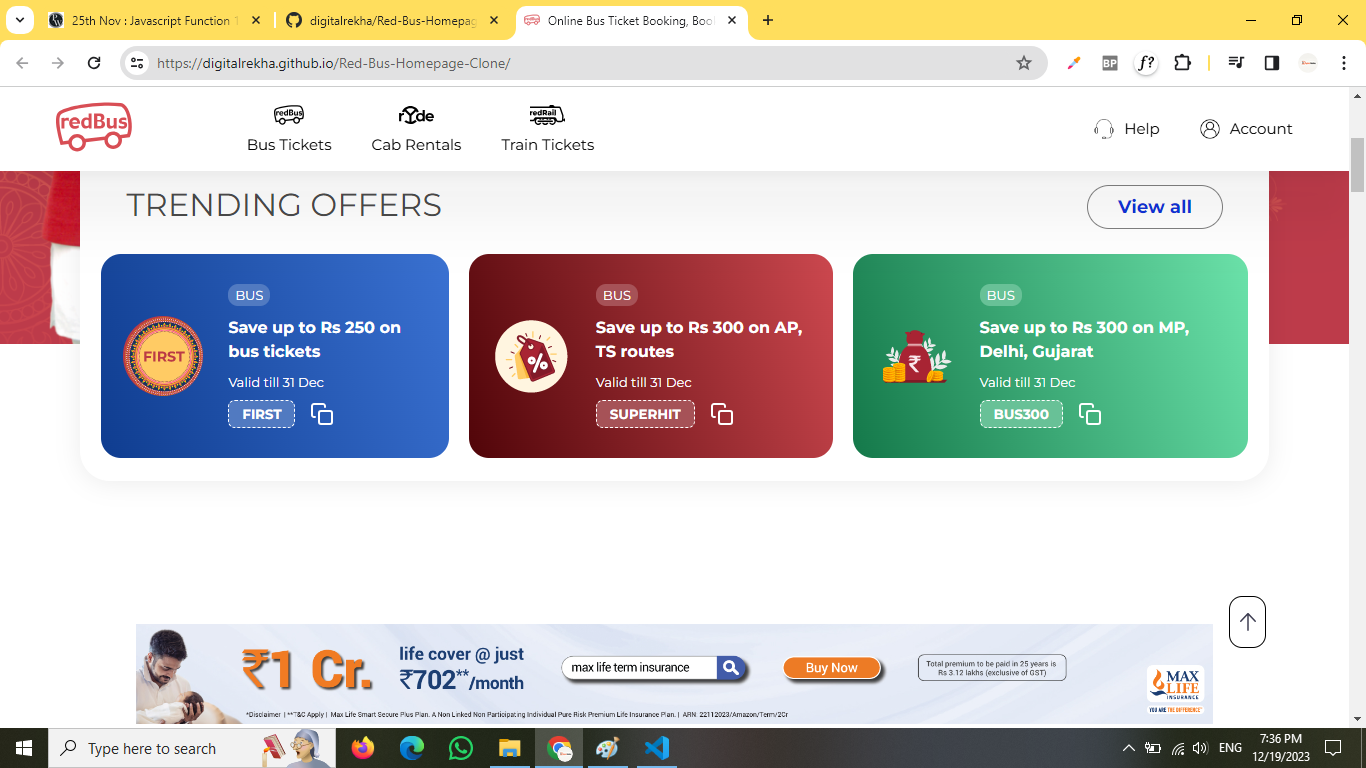 25th Nov : Javascript Function 1
digitalrekha/Red-Bus-Homepag
Online Bus Ticket Booking, Boo
https://digitalrekha.github.io/Red-Bus-Homepage-Clone/
BP
f?
redBus
redBus
Bus Tickets
ryde
Cab Rentals
redRail
Train Tickets
Help
Account
TRENDING OFFERS
View all
FIRST
BUS
Save up to Rs 250 on
bus tickets
Valid till 31 Dec
FIRST
%
BUS
Save up to Rs 300 on AP,
TS routes
Valid till 31 Dec
SUPERHIT
₹
BUS
Save up to Rs 300 on MP,
Delhi, Gujarat
Valid till 31 Dec
BUS300
₹1 Cr.
life cover @ just
₹702**/month
max life term insurance
Buy Now
Total premium to be paid in 25 years is
Rs 3.12 lakhs (exclusive of GST)
MAX
LIFE
INSURANCE
YOU ARE THE DIFFERENCE™
*Disclaimer | **T&C Apply | Max Life Smart Secure Plus Plan. A Non Linked Non Participating Individual Pure Risk Premium Life Insurance Plan. | ARN: 22112023/Amazon/Term/2Cr
Type here to search
ENG
7:36 PM
12/19/2023